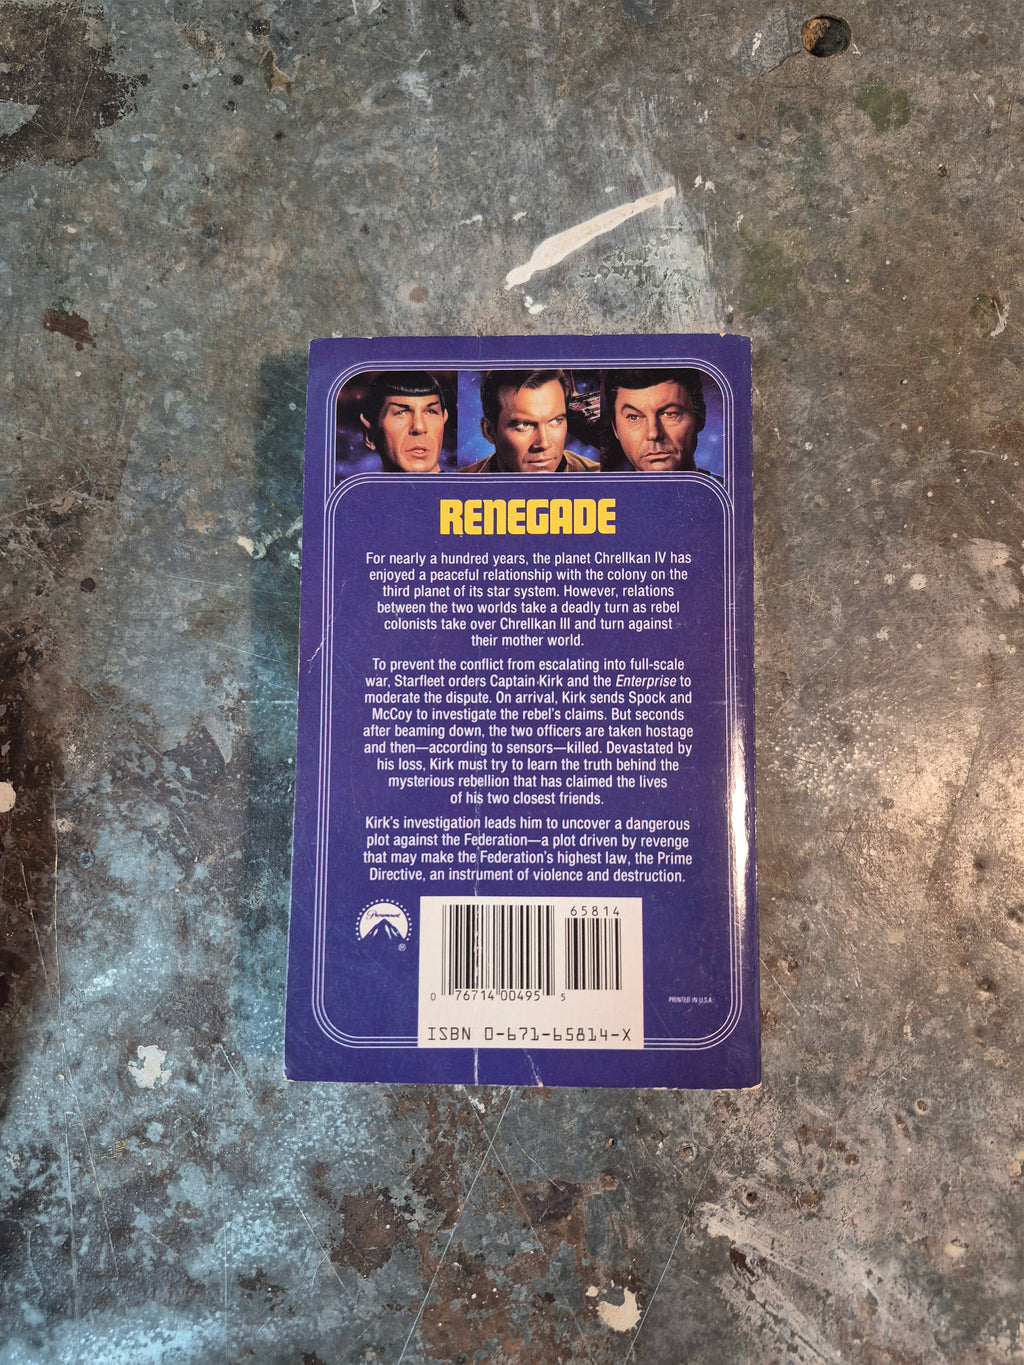 RENEGADE
For nearly a hundred years, the planet Chrellkan IV has
enjoyed a peaceful relationship with the colony on the
third planet of its star system. However, relations
between the two worlds take a deadly turn as rebel
colonists take over Chrellkan III and turn against
their mother world.
To prevent the conflict from escalating into full-scale
war, Starfleet orders Captain Kirk and the Enterprise to
moderate the dispute. On arrival, Kirk sends Spock and
McCoy to investigate the rebel's claims. But seconds
after beaming down, the two officers are taken hostage
and then—according to sensors—killed. Devastated by
his loss, Kirk must try to learn the truth behind the
mysterious rebellion that has claimed the lives
of his two closest friends.
Kirk's investigation leads him to uncover a dangerous
plot against the Federation—a plot driven by revenge
that may make the Federation's highest law, the Prime
Directive, an instrument of violence and destruction.
Paramount
®
65814
0 76714 00495 5
PRINTED IN U.S.A.
ISBN 0-671-65814-X